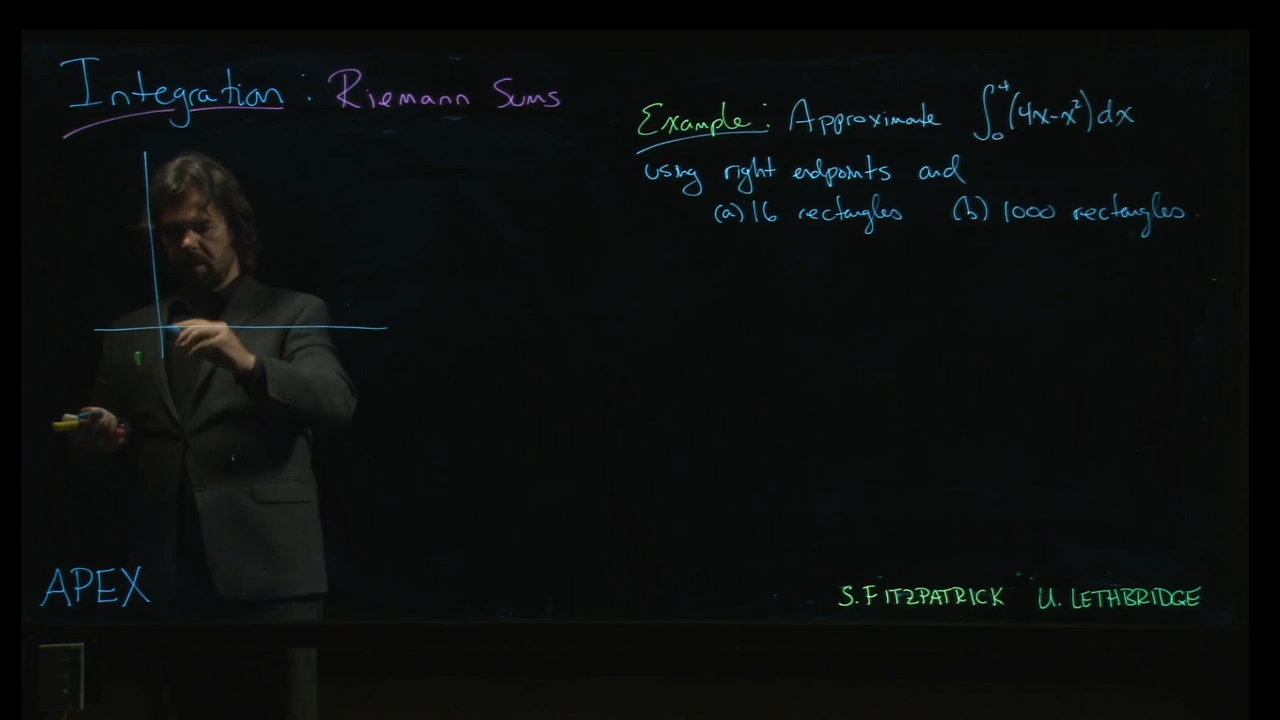 Integration: Riemann Sums
Example: Approximate ∫₀⁴(4x-x²)dx
using right endpoints and
(a) 16 rectangles (b) 1000 rectangles.
APEX
S. FITZPATRICK U. LETHBRIDGE